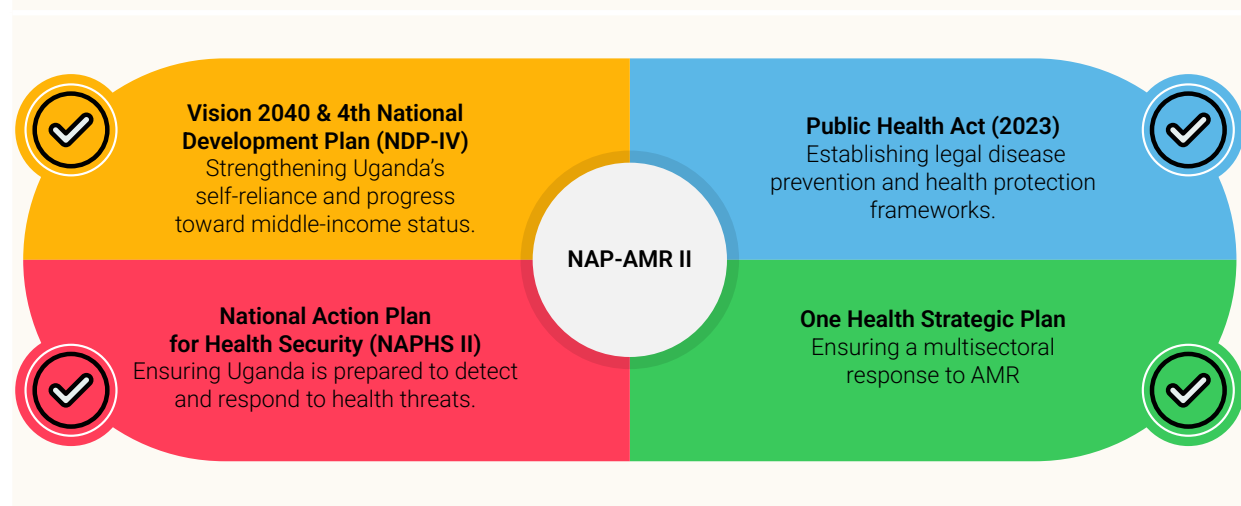 Vision 2040 & 4th National
Development Plan (NDP-IV)
Strengthening Uganda’s
self-reliance and progress
toward middle-income status.
Public Health Act (2023)
Establishing legal disease
prevention and health protection
frameworks.
NAP-AMR II
National Action Plan
for Health Security (NAPHS II)
Ensuring Uganda is prepared to detect
and respond to health threats.
One Health Strategic Plan
Ensuring a multisectoral
response to AMR